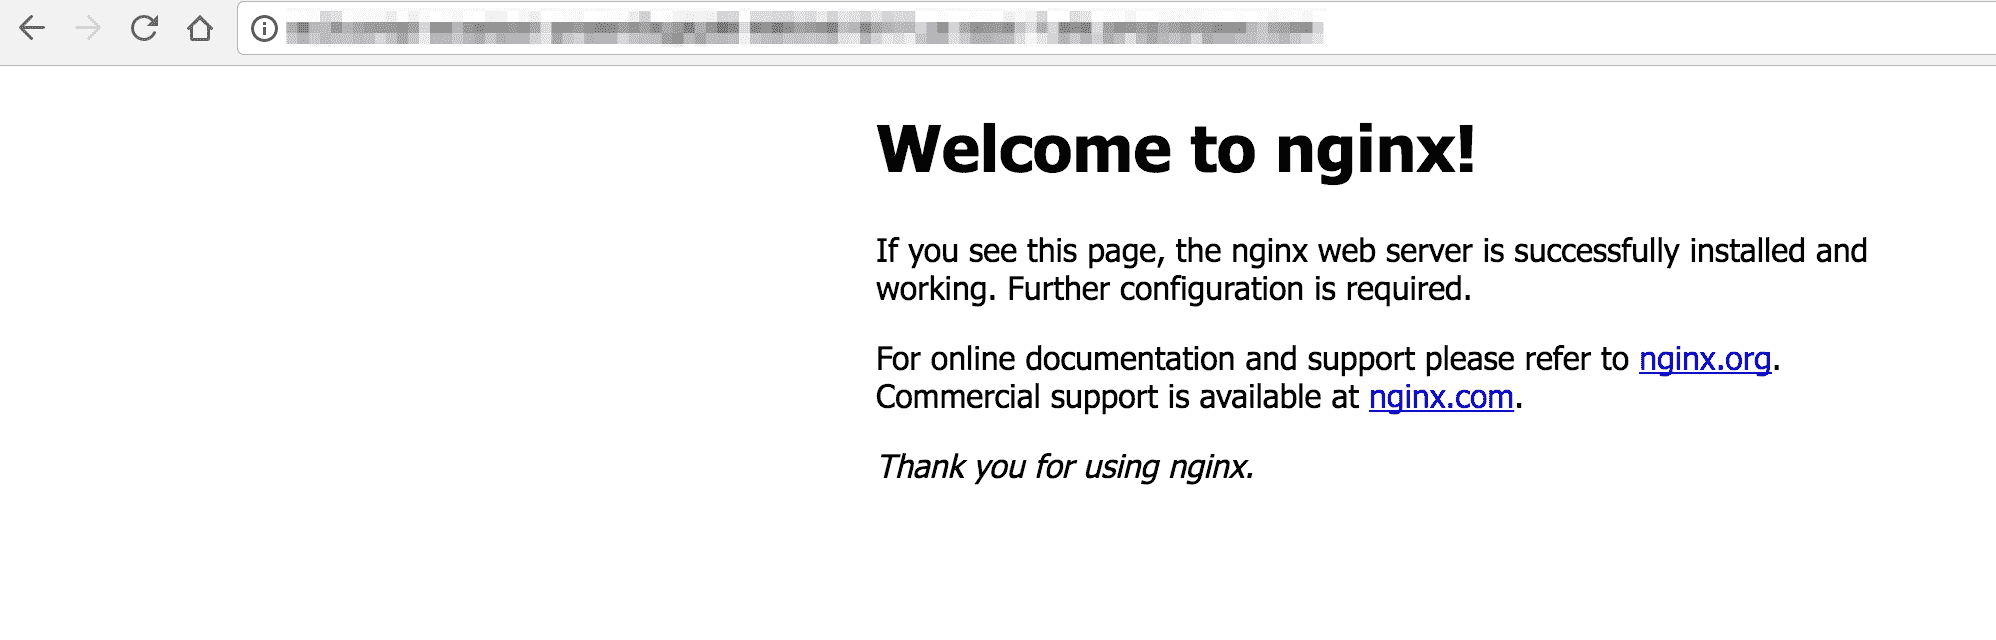 Welcome to nginx!
If you see this page, the nginx web server is successfully installed and
working. Further configuration is required.
For online documentation and support please refer to nginx.org.
Commercial support is available at nginx.com.
Thank you for using nginx.